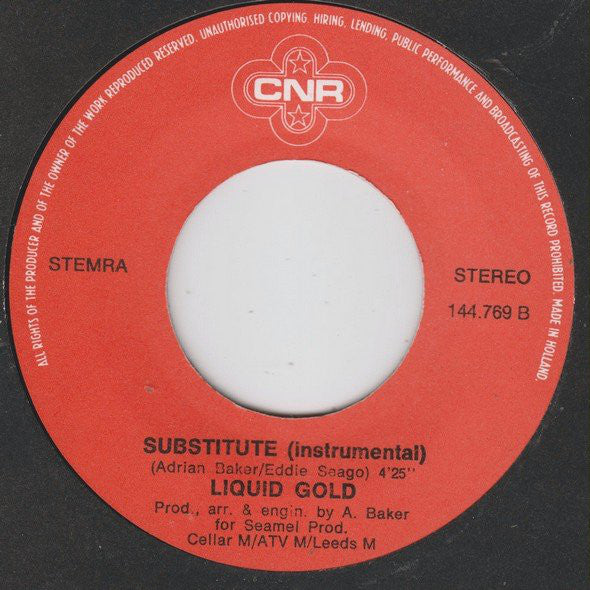 ALL RIGHTS OF THE PRODUCER AND OF THE OWNER OF THE WORK REPRODUCED RESERVED. UNAUTHORISED COPYING, HIRING, LENDING, PUBLIC PERFORMANCE AND BROADCASTING OF THIS RECORD PROHIBITED. MADE IN HOLLAND.
CNR
STEMRA
STEREO
144.769 B
SUBSTITUTE (instrumental)
(Adrian Baker/Eddie Seago) 4'25''
LIQUID GOLD
Prod., arr. & engin. by A. Baker
for Seamel Prod.
Cellar M/ATV M/Leeds M